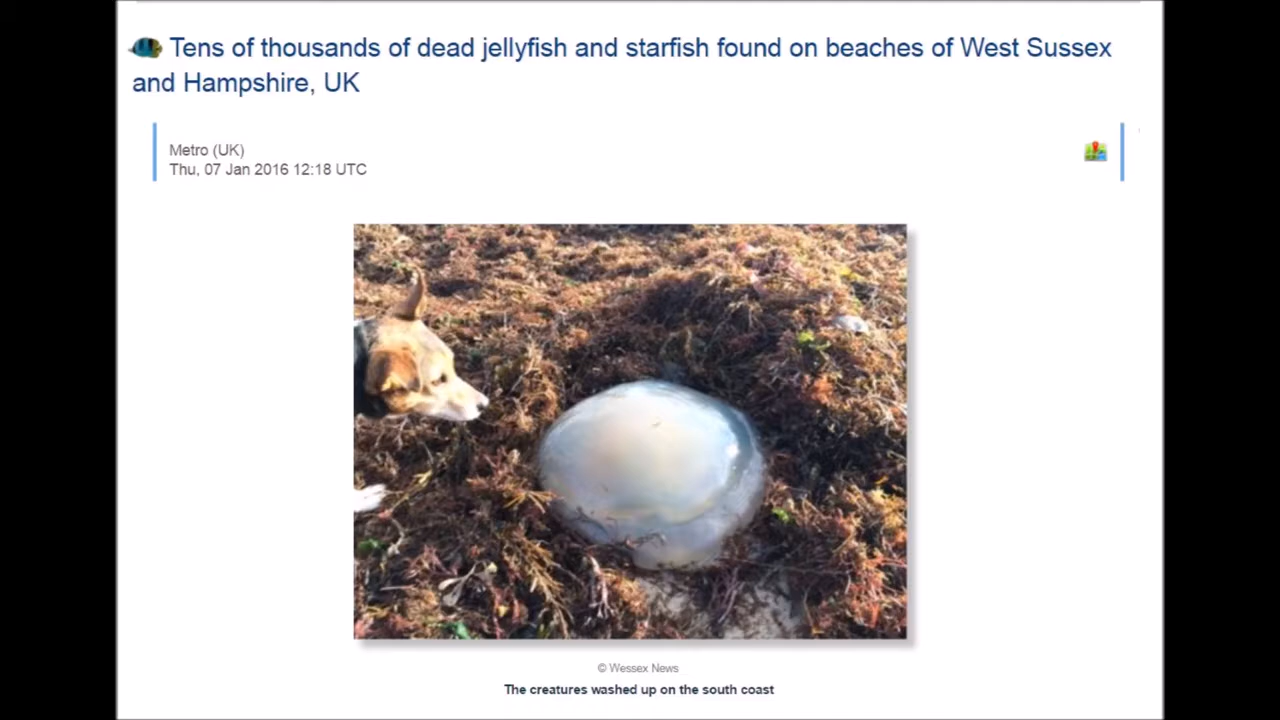 Tens of thousands of dead jellyfish and starfish found on beaches of West Sussex
and Hampshire, UK
Metro (UK)
Thu, 07 Jan 2016 12:18 UTC
© Wessex News
The creatures washed up on the south coast